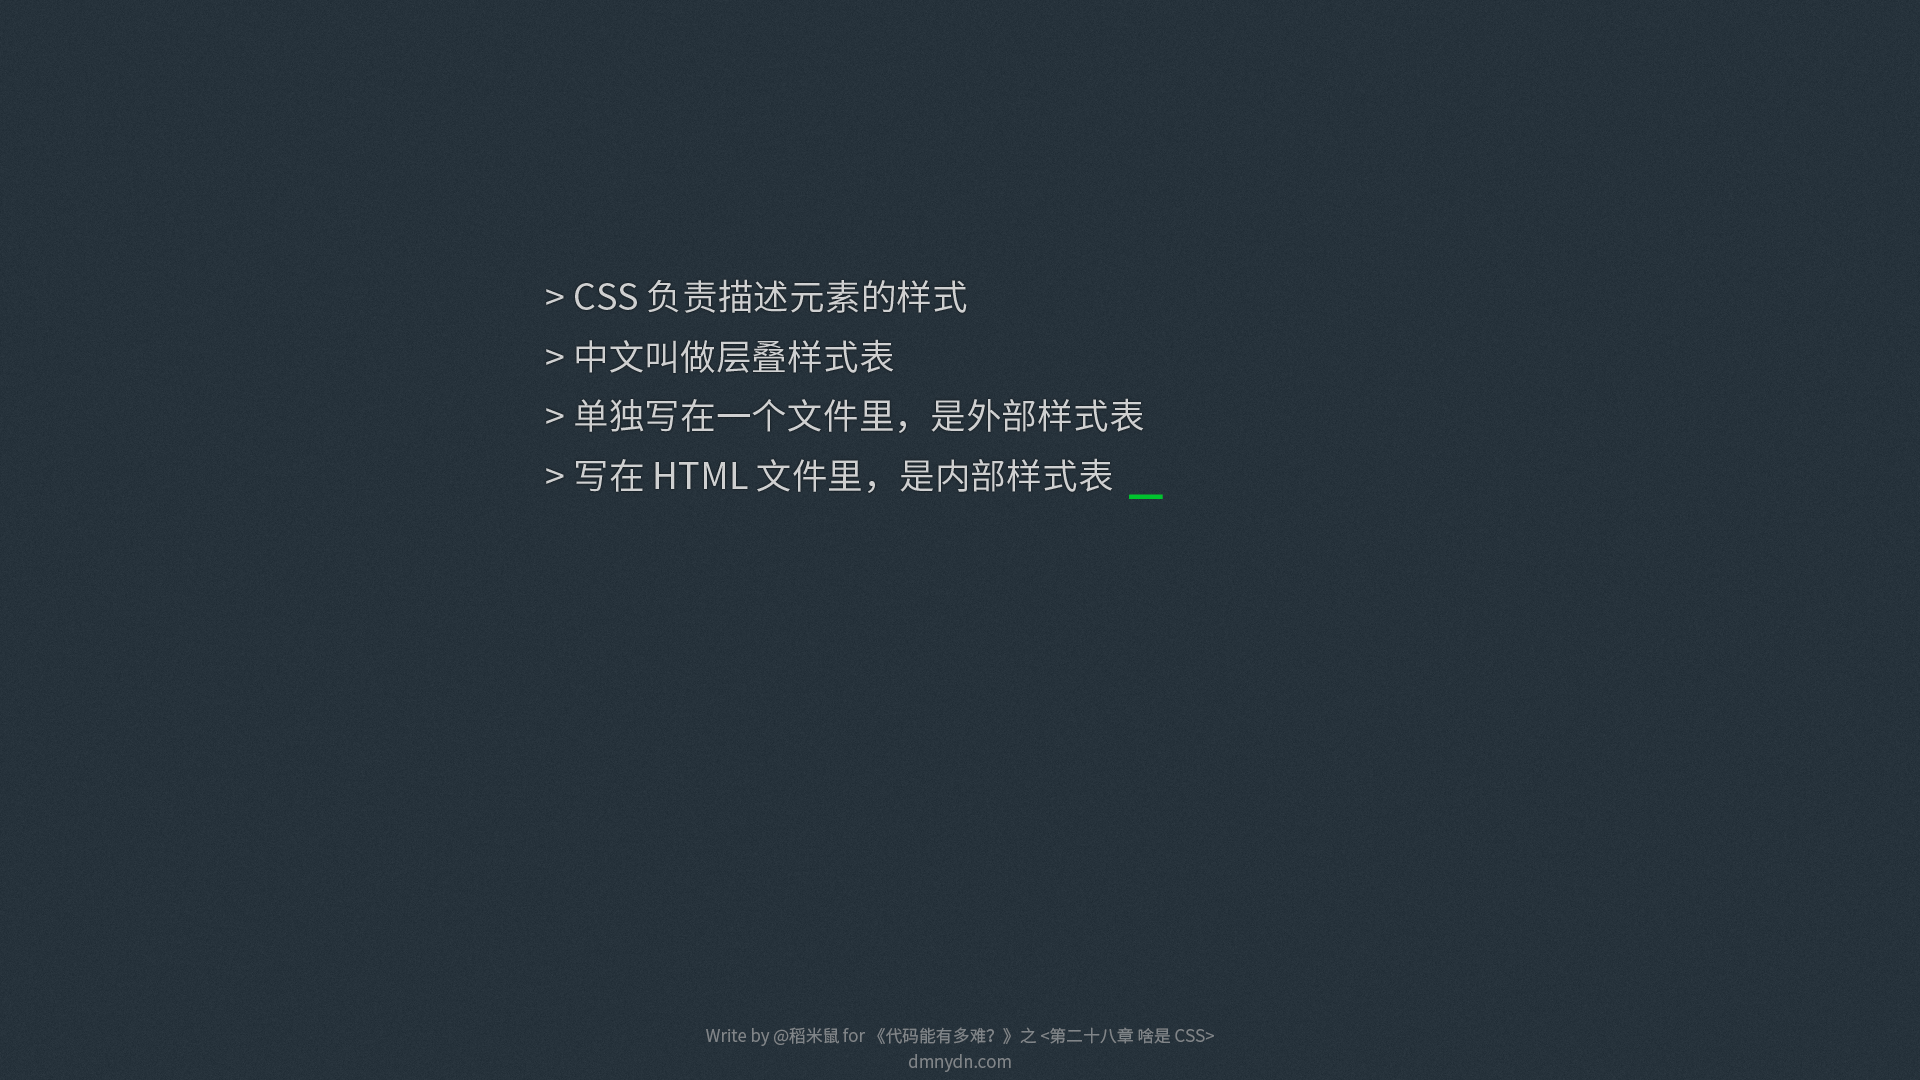 > CSS 负责描述元素的样式
> 中文叫做层叠样式表
> 单独写在一个文件里，是外部样式表
> 写在 HTML 文件里，是内部样式表 _
Write by @稻米鼠 for 《代码能有多难？》之 <第二十八章 啥是 CSS>
dmnydn.com